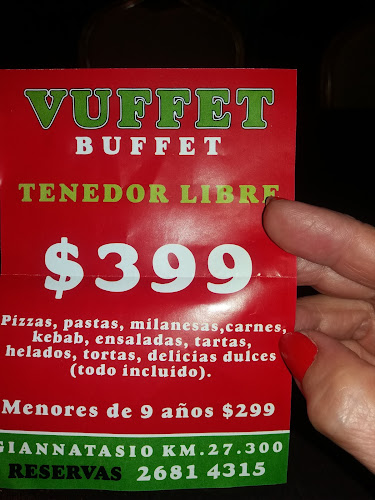 VUFFET
BUFFET
TENEDOR LIBRE
$399
Pizzas, pastas, milanesas,carnes,
kebab, ensaladas, tartas,
helados, tortas, delicias dulces
(todo incluido).
Menores de 9 años $299
GIANNATASIO KM.27.300
RESERVAS 2681 4315